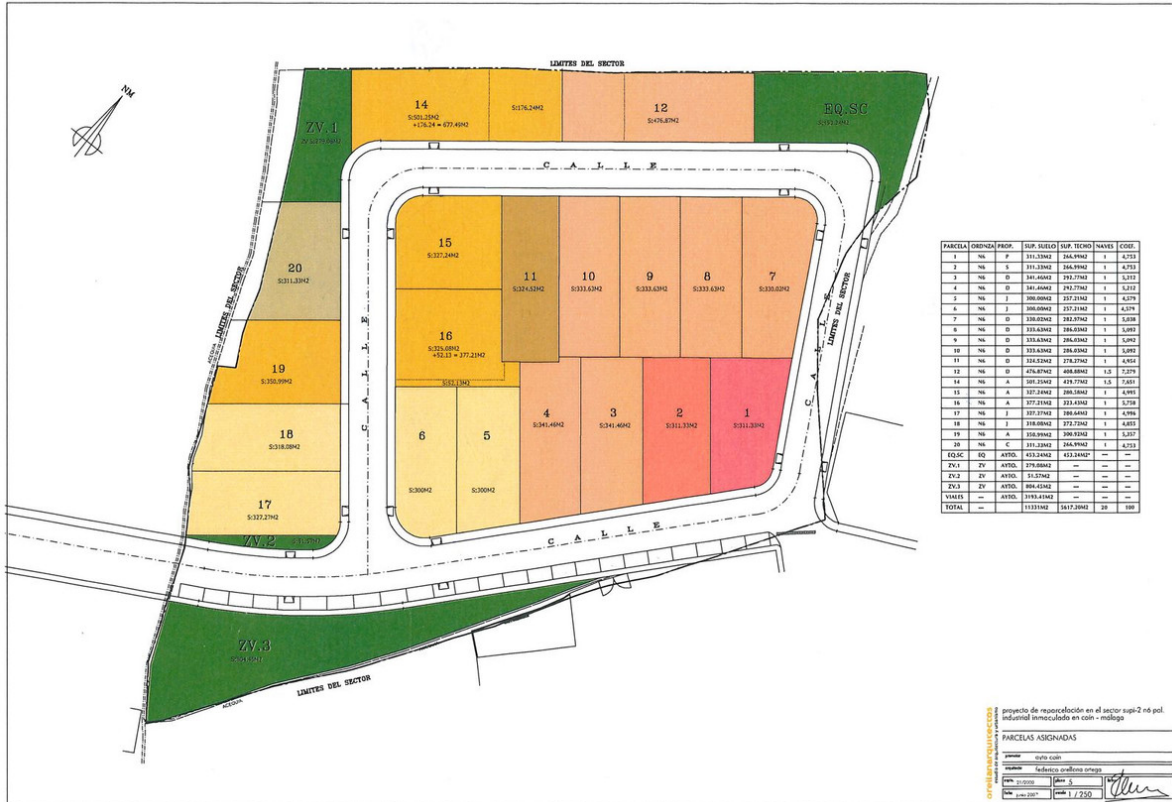 LIMITES DEL SECTOR
NM
14
S:501.25M2
+176.24 = 677.49M2
S:176.24M2
12
S:476.87M2
EQ.SC
ZV.1
CALLE
15
S:327.24M2
11
S:324.52M2
10
S:333.63M2
9
S:333.63M2
8
S:333.63M2
7
S:330.02M2
20
S:311.33M2
LIMITES DEL SECTOR
ACEQUIA
CALLE
16
S:325.08M2
+52.13 = 377.21M2
S:52.13M2
CALLE
LIMITES DEL SECTOR
19
S:350.99M2
18
S:318.08M2
17
S:327.27M2
6
S:300M2
5
S:300M2
4
S:341.46M2
3
S:341.46M2
2
S:311.33M2
1
S:311.33M2
ZV.2
CALLE
ZV.3
LIMITES DEL SECTOR
ACEQUIA
PARCELA ORDNZA PROP. SUP. SUELO SUP. TECHO NAVES COEF.
1 N6 P 311.33M2 266.99M2 1 4,753
2 N6 S 311.33M2 266.99M2 1 4,753
3 N6 341.46M2 292.77M2 1 5,212
4 N6 341.46M2 292.77M2 1 5,212
5 N6 J 300.00M2 257.21M2 1 4,579
6 N6 J 300.00M2 257.21M2 1 4,579
7 N6 330.02M2 282.97M2 1 5,038
8 N6 333.63M2 286.03M2 1 5,092
9 N6 333.63M2 286.03M2 1 5,092
10 N6 333.63M2 286.03M2 1 5,092
11 N6 324.52M2 278.27M2 1 4,954
12 N6 476.87M2 408.88M2 1,5 7,279
14 N6 A 501.25M2 429.77M2 1,5 7,651
15 N6 A 327.24M2 280.58M2 1 4,995
16 N6 A 377.21M2 323.43M2 1 5,758
17 N6 J 327.27M2 280.64M2 1 4,996
18 N6 J 318.08M2 272.72M2 1 4,855
19 N6 A 350.99M2 300.92M2 1 5,357
20 N6 C 311.33M2 266.99M2 1 4,753
EQ.SC EQ AYTO. 453.24M2 453.24M2* — —
ZV.1 ZV AYTO. 279.08M2 — — —
ZV.2 ZV AYTO. 51.57M2 — — —
ZV.3 ZV AYTO. 804.45M2 — — —
VIALES — AYTO. 3193.41M2 — — —
TOTAL — 11331M2 5617.20M2 20 100
orellanarquitectos
proyecto de reparcelación en el sector supi-2 n6 pol.
industrial inmaculada en coín - málaga
PARCELAS ASIGNADAS
ayto coín
federico orellana ortega
5
1 / 250